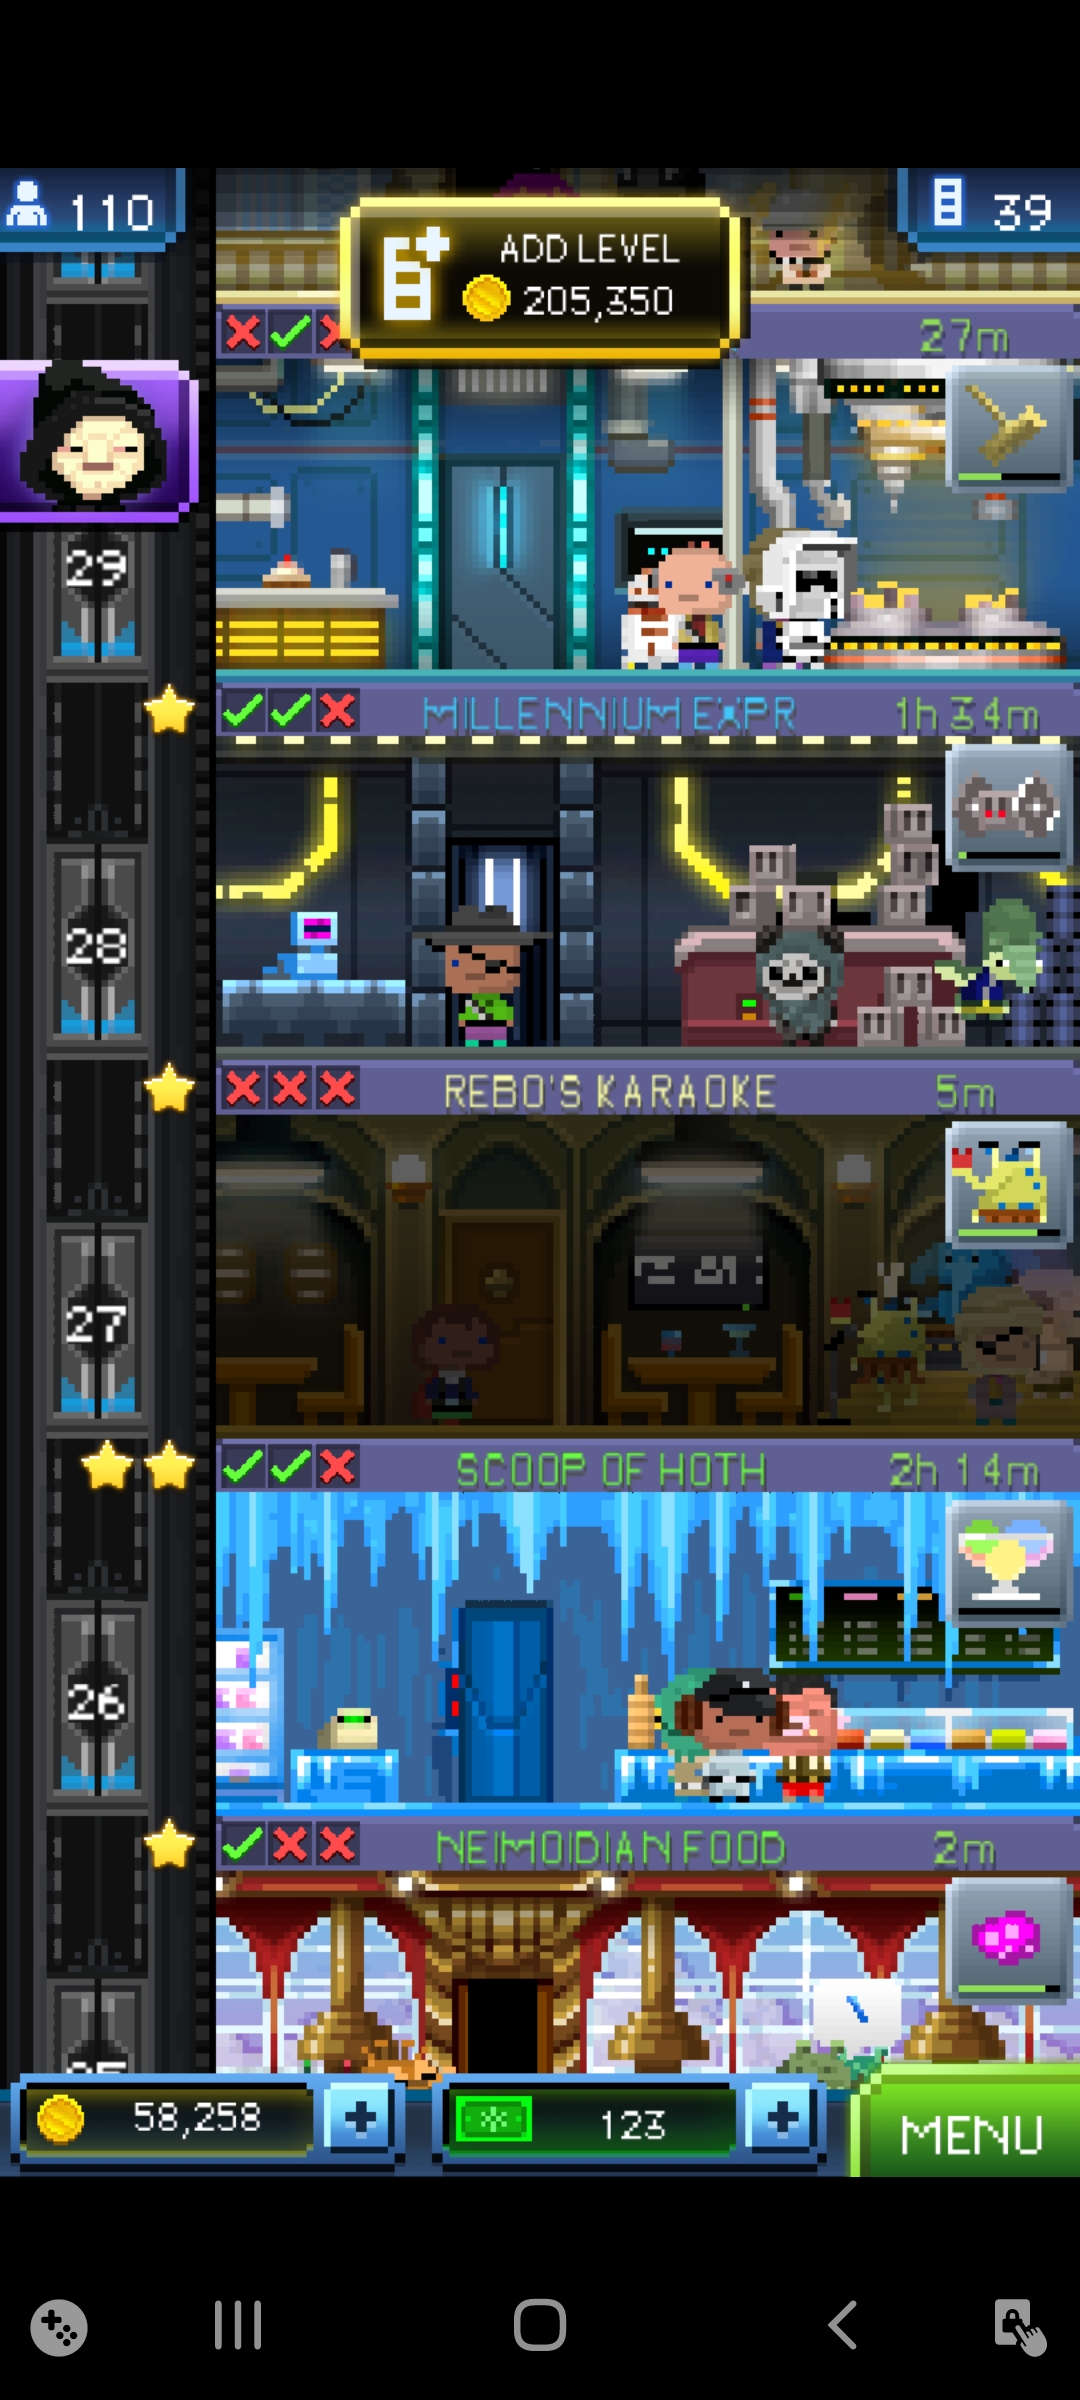 110
39
ADD LEVEL
205,350
27m
29
MILLENNIUM EXPR
1h 34m
28
REBO'S KARAOKE
5m
27
SCOOP OF HOTH
2h 14m
26
NEIMOIDIAN FOOD
2m
58,258
123
MENU